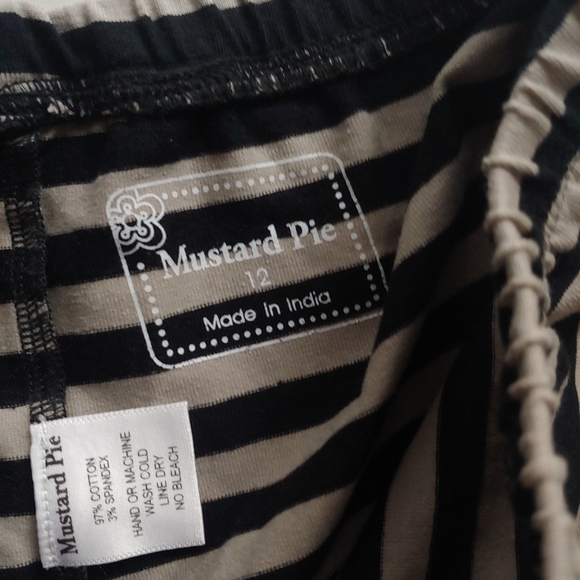 Mustard Pie
12
Made in India
Mustard Pie
97% COTTON
3% SPANDEX
HAND OR MACHINE
WASH COLD
LINE DRY
NO BLEACH